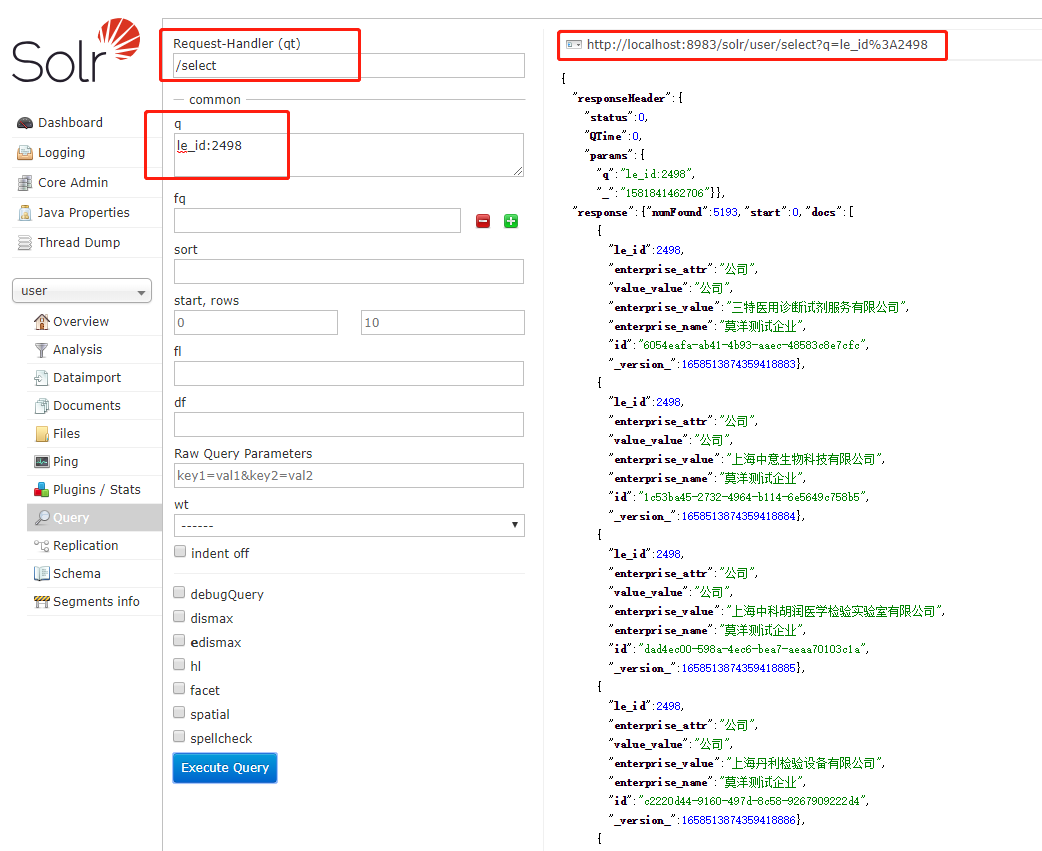 Solr
Dashboard
Logging
Core Admin
Java Properties
Thread Dump
user
Overview
Analysis
Dataimport
Documents
Files
Ping
Plugins / Stats
Query
Replication
Schema
Segments info
Request-Handler (qt)
/select
common
q
le_id:2498
fq
sort
start, rows
0
10
fl
df
Raw Query Parameters
key1=val1&key2=val2
wt
------
indent off
debugQuery
dismax
edismax
hl
facet
spatial
spellcheck
Execute Query
http://localhost:8983/solr/user/select?q=le_id%3A2498
{
"responseHeader":{
"status":0,
"QTime":0,
"params":{
"q":"le_id:2498",
"_":"1581841462706"}},
"response":{"numFound":5193,"start":0,"docs":[
{
"le_id":2498,
"enterprise_attr":"公司",
"value_value":"公司",
"enterprise_value":"三特医用诊断试剂服务有限公司",
"enterprise_name":"莫洋测试企业",
"id":"6054eafa-ab41-4b93-aaec-48583c8e7cfc",
"_version_":1658513874359418883},
{
"le_id":2498,
"enterprise_attr":"公司",
"value_value":"公司",
"enterprise_value":"上海中意生物科技有限公司",
"enterprise_name":"莫洋测试企业",
"id":"1c53ba45-2732-4964-b114-6e5649c758b5",
"_version_":1658513874359418884},
{
"le_id":2498,
"enterprise_attr":"公司",
"value_value":"公司",
"enterprise_value":"上海中科胡润医学检验实验室有限公司",
"enterprise_name":"莫洋测试企业",
"id":"dad4ec00-598a-4ec6-bea7-aeaa70103c1a",
"_version_":1658513874359418885},
{
"le_id":2498,
"enterprise_attr":"公司",
"value_value":"公司",
"enterprise_value":"上海丹利检验设备有限公司",
"enterprise_name":"莫洋测试企业",
"id":"c2220d44-9160-497d-8c58-9267909222d4",
"_version_":1658513874359418886},
{